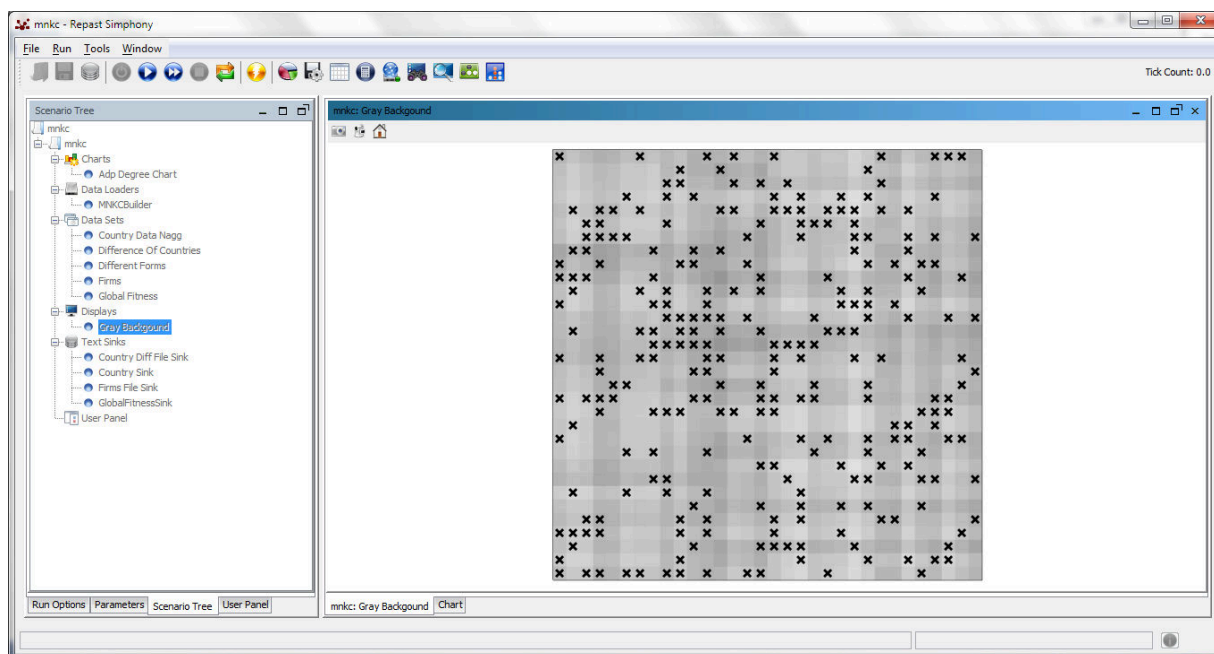 mnkc - Repast Simphony
File Run Tools Window
Tick Count: 0.0
Scenario Tree
mnkc
mnkc
Charts
Adp Degree Chart
Data Loaders
MNKCBuilder
Data Sets
Country Data Nagg
Difference Of Countries
Different Forms
Firms
Global Fitness
Displays
Gray Backgound
Text Sinks
Country Diff File Sink
Country Sink
Firms File Sink
GlobalFitnessSink
User Panel
Run Options Parameters Scenario Tree User Panel
mnkc: Gray Backgound
mnkc: Gray Backgound Chart